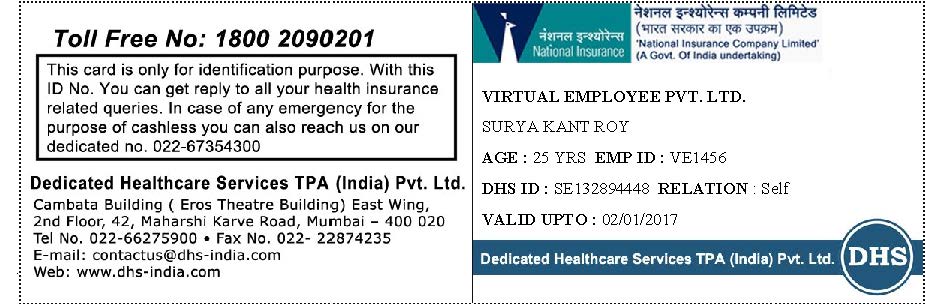 Toll Free No: 1800 2090201
This card is only for identification purpose. With this
ID No. You can get reply to all your health insurance
related queries. In case of any emergency for the
purpose of cashless you can also reach us on our
dedicated no. 022-67354300
Dedicated Healthcare Services TPA (India) Pvt. Ltd.
Cambata Building ( Eros Theatre Building) East Wing,
2nd Floor, 42, Maharshi Karve Road, Mumbai – 400 020
Tel No. 022-66275900 • Fax No. 022- 22874235
E-mail: contactus@dhs-india.com
Web: www.dhs-india.com
नेशनल इन्श्योरेन्स
National Insurance
नेशनल इन्श्योरेन्स कम्पनी लिमिटेड
(भारत सरकार का एक उपक्रम)
'National Insurance Company Limited'
(A Govt. Of India undertaking)
VIRTUAL EMPLOYEE PVT. LTD.
SURYA KANT ROY
AGE : 25 YRS EMP ID : VE1456
DHS ID : SE132894448 RELATION : Self
VALID UPTO : 02/01/2017
Dedicated Healthcare Services TPA (India) Pvt. Ltd.
DHS